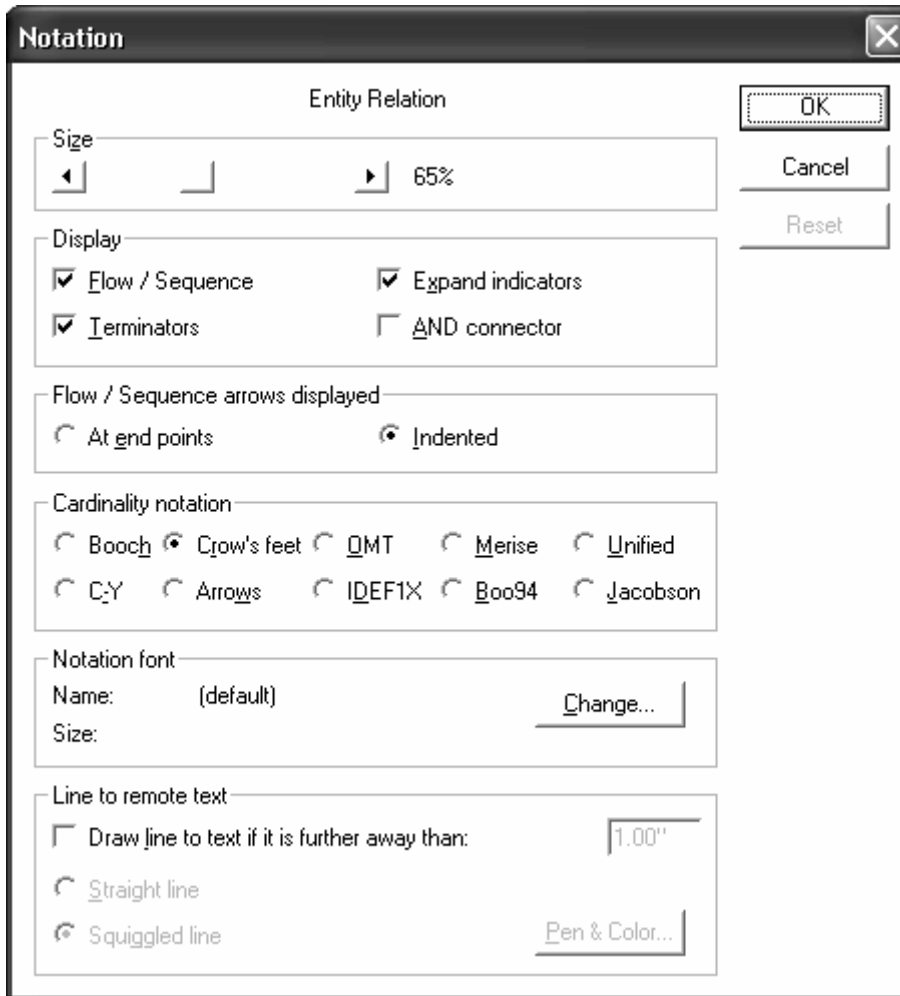 Notation
Entity Relation
OK
Size
65%
Cancel
Reset
Display
Flow / Sequence
Expand indicators
Terminators
AND connector
Flow / Sequence arrows displayed
At end points
Indented
Cardinality notation
Booch Crow's feet OMT Merise Unified
C-Y Arrows IDEF1X Boo94 Jacobson
Notation font
Name: (default)
Change...
Size:
Line to remote text
Draw line to text if it is further away than: 1.00"
Straight line
Squiggled line
Pen & Color...